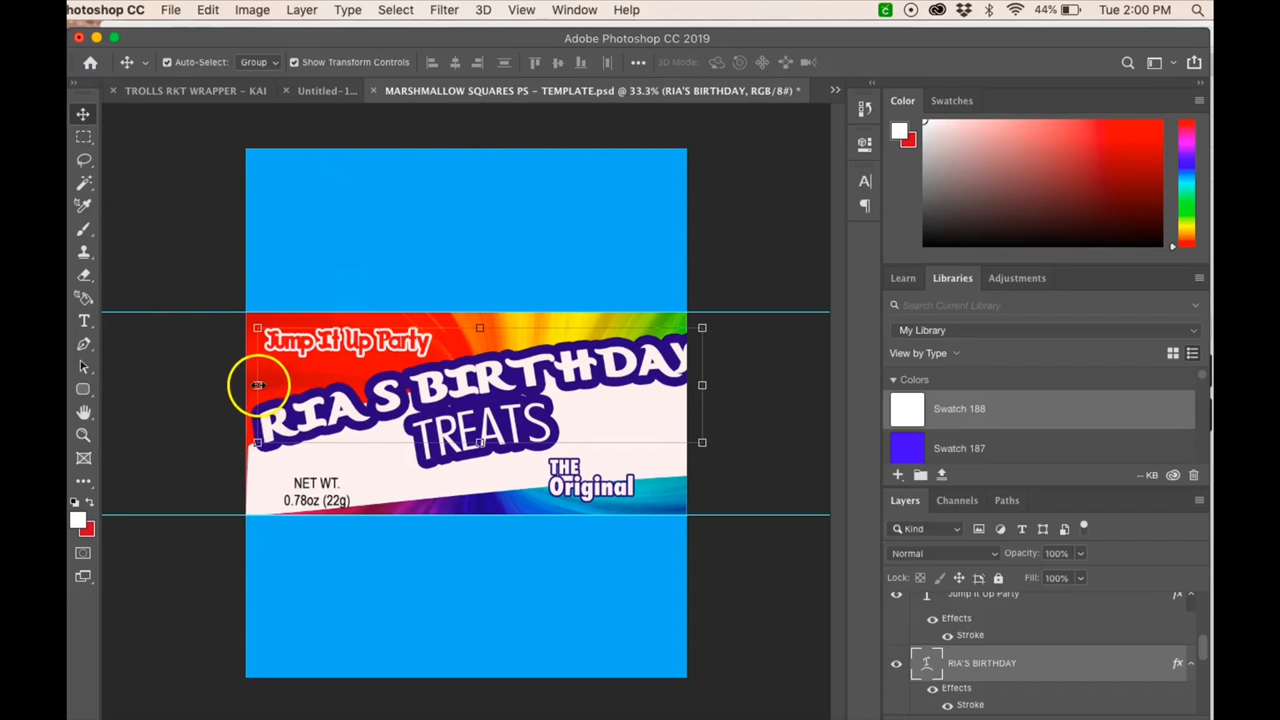 hotoshop CC File Edit Image Layer Type Select Filter 3D View Window Help 44% Tue 2:00 PM
Adobe Photoshop CC 2019
Auto-Select: Group Show Transform Controls 3D Mode:
TROLLS RKT WRAPPER - KAI Untitled-1... MARSHMALLOW SQUARES PS - TEMPLATE.psd @ 33.3% (RIA'S BIRTHDAY, RGB/8#) *
Color Swatches
Learn Libraries Adjustments
Search Current Library
My Library
View by Type
Colors
Swatch 188
Swatch 187
-- KB
Layers Channels Paths
Kind
Normal Opacity: 100%
Lock: Fill: 100%
Jump It Up Party fx
Effects
Stroke
RIA'S BIRTHDAY fx
Effects
Stroke
Jump It Up Party
RIA'S BIRTHDAY
TREATS
THE
Original
NET WT.
0.78oz (22g)